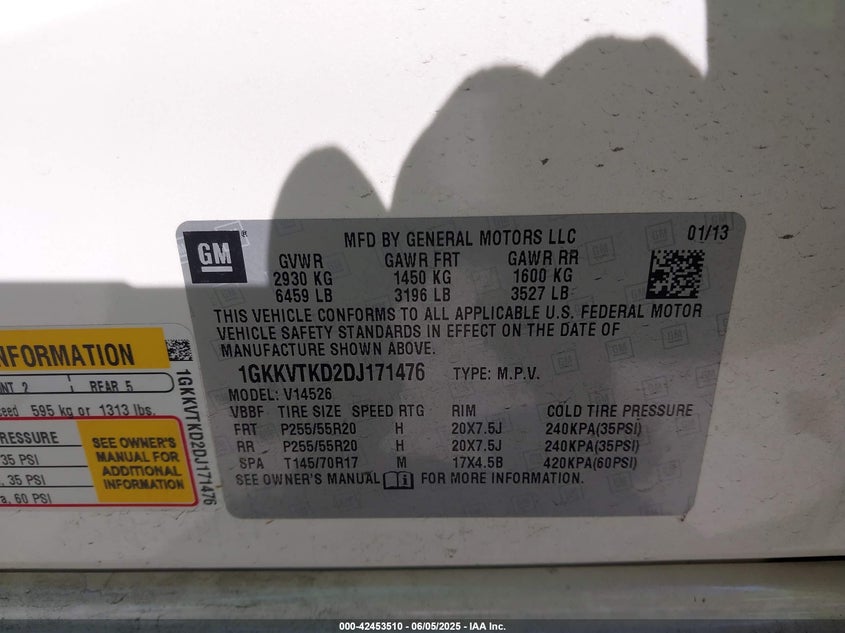 GM ®
MFD BY GENERAL MOTORS LLC 01/13
GVWR GAWR FRT GAWR RR
2930 KG 1450 KG 1600 KG
6459 LB 3196 LB 3527 LB
THIS VEHICLE CONFORMS TO ALL APPLICABLE U.S. FEDERAL MOTOR
VEHICLE SAFETY STANDARDS IN EFFECT ON THE DATE OF
MANUFACTURE SHOWN ABOVE.
1GKKVTKD2DJ171476 TYPE: M.P.V.
MODEL: V14526
VBBF TIRE SIZE SPEED RTG RIM COLD TIRE PRESSURE
FRT P255/55R20 H 20X7.5J 240KPA(35PSI)
RR P255/55R20 H 20X7.5J 240KPA(35PSI)
SPA T145/70R17 M 17X4.5B 420KPA(60PSI)
SEE OWNER'S MANUAL FOR MORE INFORMATION.
NFORMATION
NT 2 REAR 5
595 kg or 1313 lbs.
PRESSURE
35 PSI
35 PSI
60 PSI
SEE OWNER'S
MANUAL FOR
ADDITIONAL
INFORMATION
1GKKVTKD2DJ171476
000-42453510 - 06/05/2025 - IAA Inc.